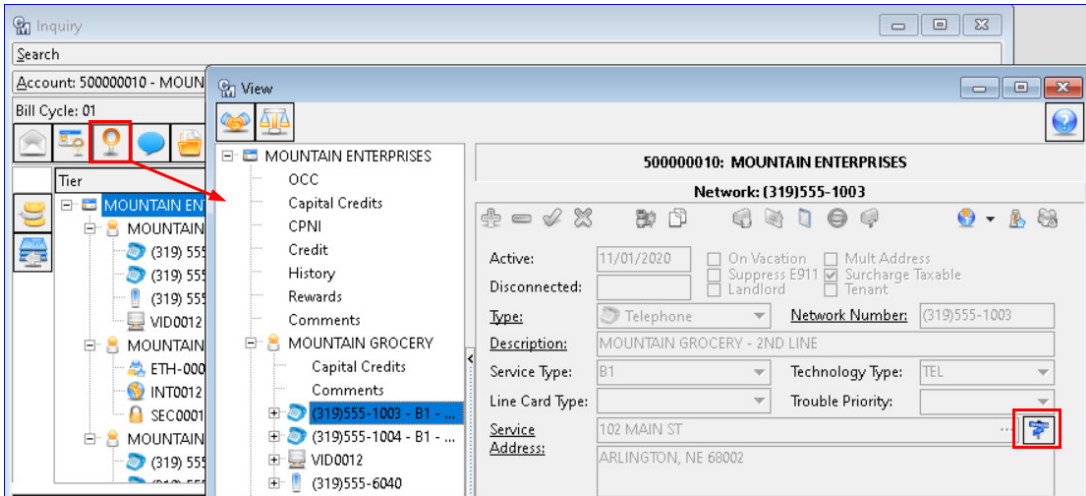 Inquiry
Search
Account: 500000010 - MOUN
Bill Cycle: 01
Tier
MOUNTAIN EN
MOUNTAIN
(319) 555
(319) 555
(319) 555
VID0012
MOUNTAIN
ETH-000
INT0012
SEC0001
MOUNTAIN
(319) 555
View
MOUNTAIN ENTERPRISES
OCC
Capital Credits
CPNI
Credit
History
Rewards
Comments
MOUNTAIN GROCERY
Capital Credits
Comments
(319)555-1003 - B1 - ...
(319)555-1004 - B1 - ...
VID0012
(319)555-6040
500000010: MOUNTAIN ENTERPRISES
Network: (319)555-1003
Active: 11/01/2020 On Vacation Mult Address
Suppress E911 Surcharge Taxable
Disconnected: Landlord Tenant
Type: Telephone Network Number: (319)555-1003
Description: MOUNTAIN GROCERY - 2ND LINE
Service Type: B1 Technology Type: TEL
Line Card Type: Trouble Priority:
Service Address: 102 MAIN ST ...
ARLINGTON, NE 68002